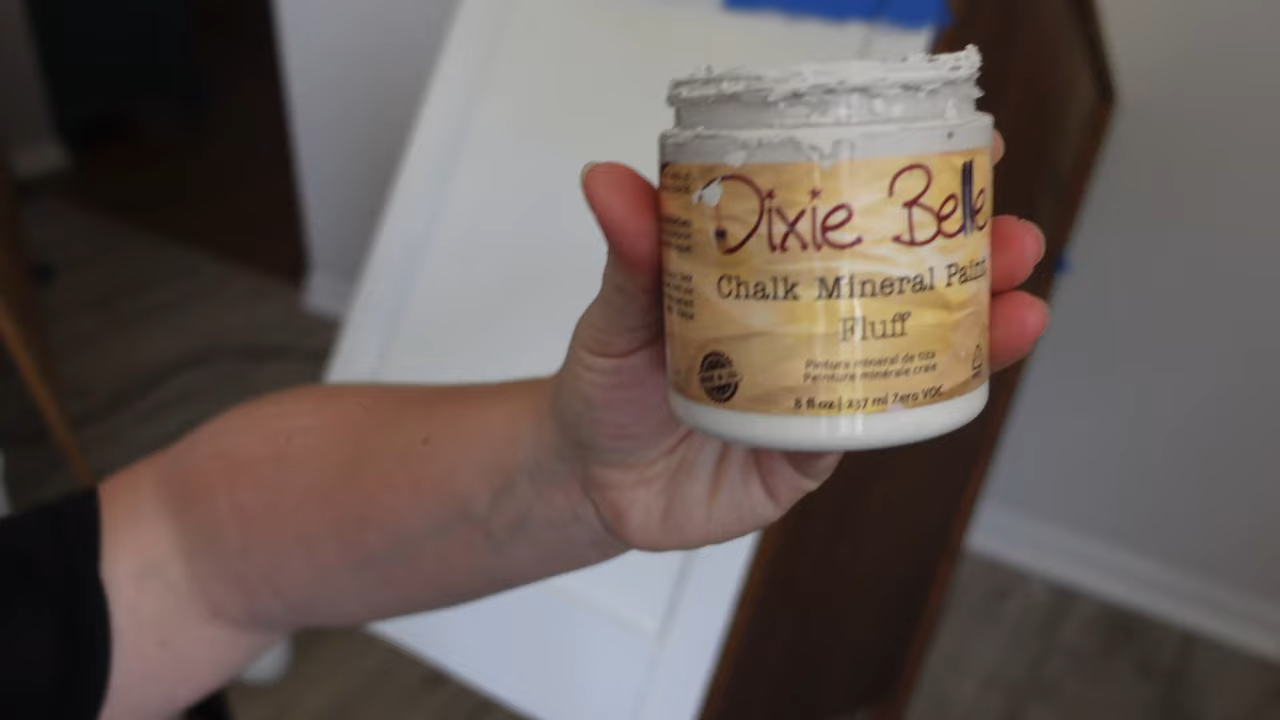 Dixie Belle
Chalk Mineral Paint
Fluff
Pintura mineral de tiza
Peinture minérale craie
8 fl oz | 237 ml Zero VOC